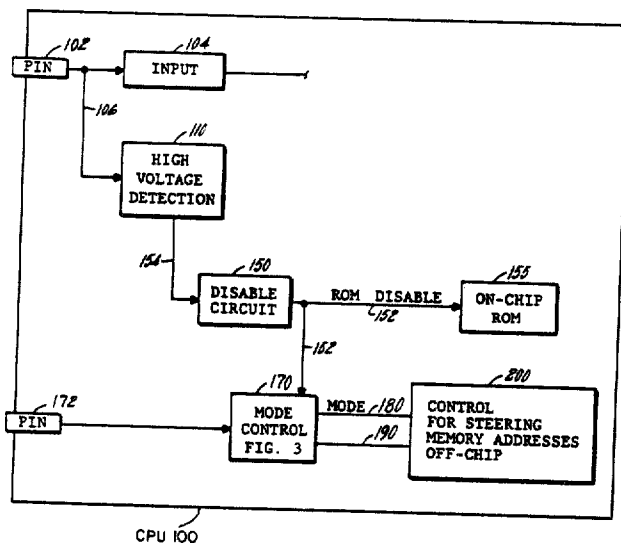 102
104
PIN
INPUT
106
110
HIGH
VOLTAGE
DETECTION
154
150
155
DISABLE
CIRCUIT
ROM DISABLE
152
ON-CHIP
ROM
152
172
170
200
PIN
MODE
CONTROL
FIG. 3
MODE 180
190
CONTROL
FOR STEERING
MEMORY ADDRESSES
OFF-CHIP
CPU 100